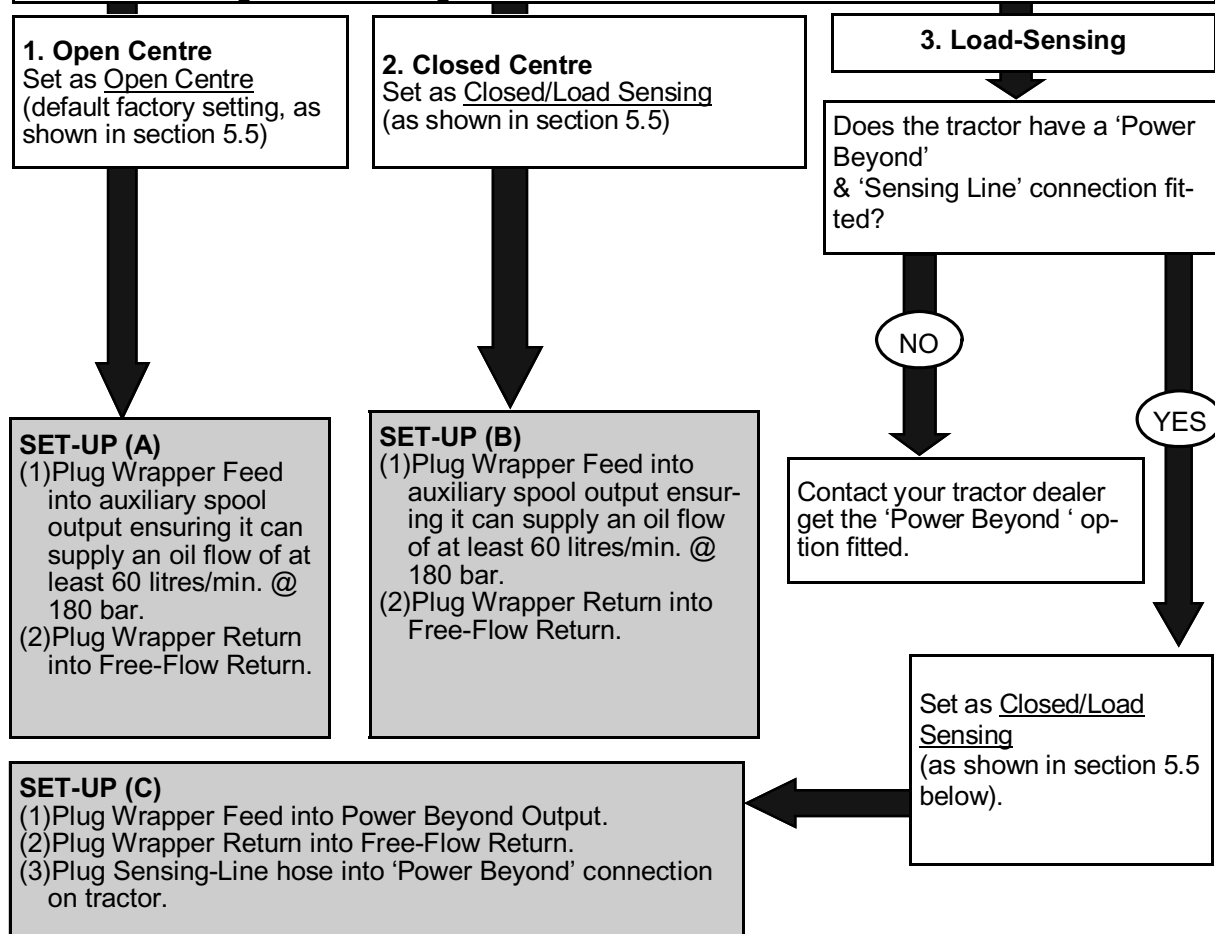 1. Open Centre
Set as Open Centre
(default factory setting, as
shown in section 5.5)
2. Closed Centre
Set as Closed/Load Sensing
(as shown in section 5.5)
3. Load-Sensing
Does the tractor have a ‘Power
Beyond’
& ‘Sensing Line’ connection fit-
ted?
NO
YES
SET-UP (A)
(1)Plug Wrapper Feed
into auxiliary spool
output ensuring it can
supply an oil flow of at
least 60 litres/min. @
180 bar.
(2)Plug Wrapper Return
into Free-Flow Return.
SET-UP (B)
(1)Plug Wrapper Feed into
auxiliary spool output ensur-
ing it can supply an oil flow
of at least 60 litres/min. @
180 bar.
(2)Plug Wrapper Return into
Free-Flow Return.
Contact your tractor dealer
get the ‘Power Beyond ‘ op-
tion fitted.
Set as Closed/Load
Sensing
(as shown in section 5.5
below).
SET-UP (C)
(1)Plug Wrapper Feed into Power Beyond Output.
(2)Plug Wrapper Return into Free-Flow Return.
(3)Plug Sensing-Line hose into ‘Power Beyond’ connection
on tractor.